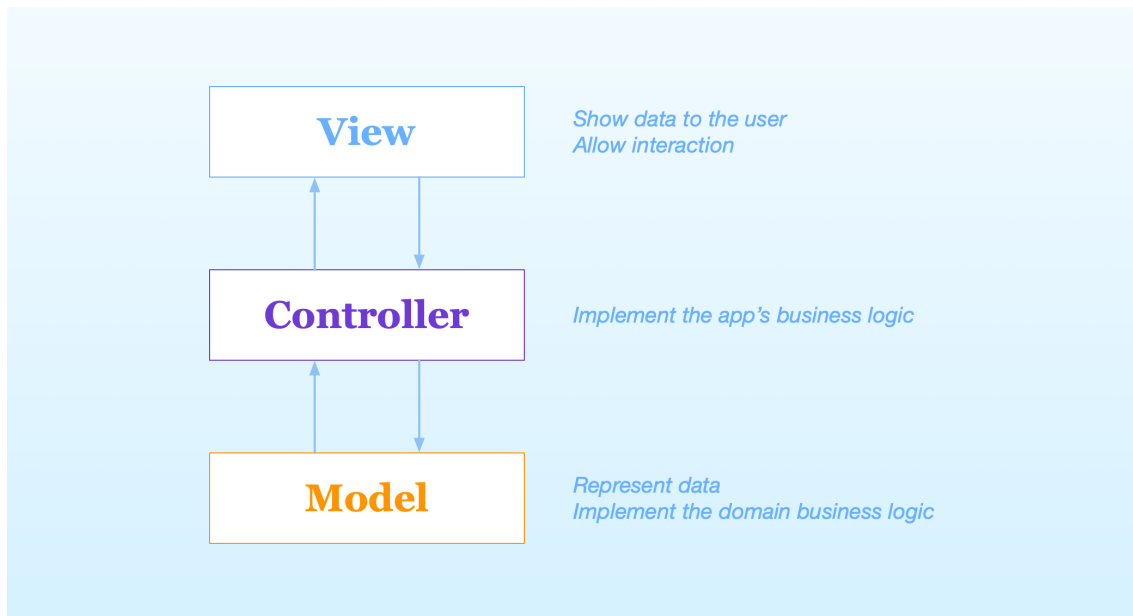 View
Show data to the user
Allow interaction
Controller
Implement the app’s business logic
Model
Represent data
Implement the domain business logic